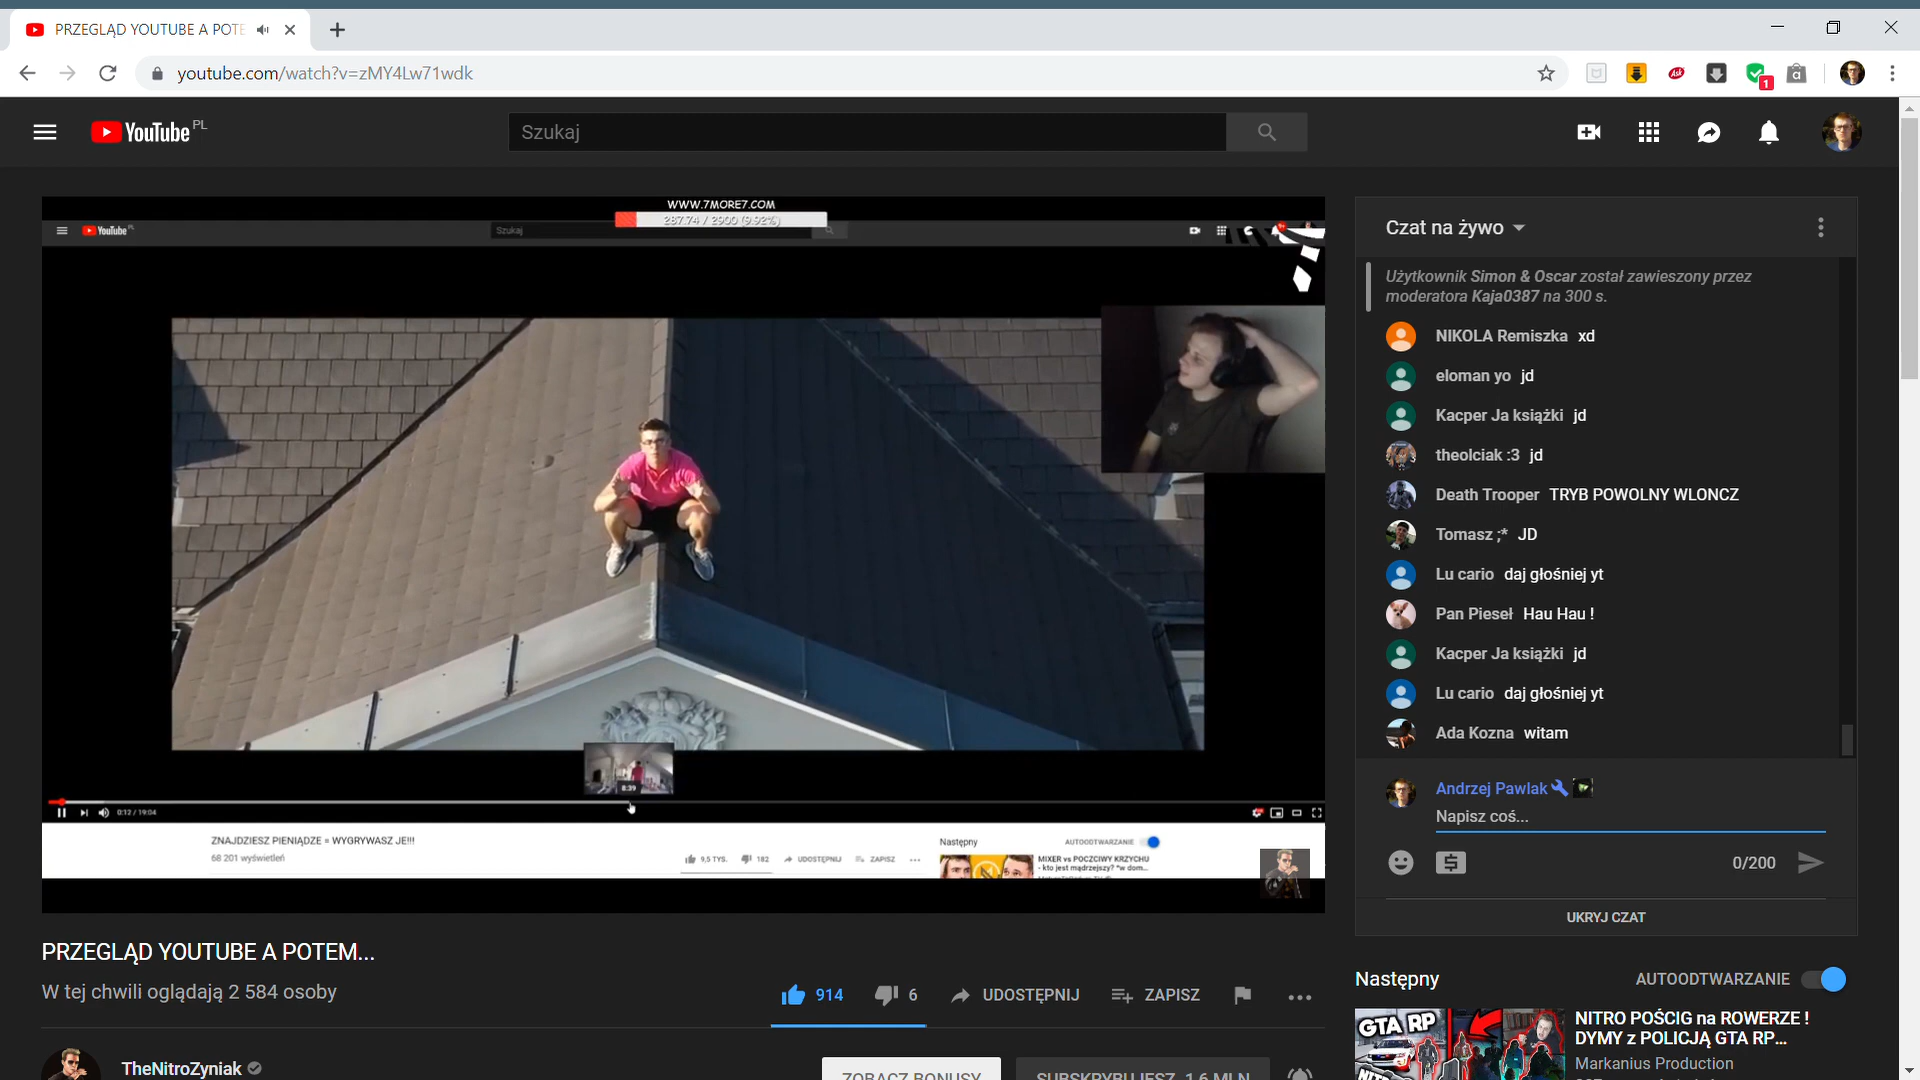 PRZEGLĄD YOUTUBE A POTE
youtube.com/watch?v=zMY4Lw71wdk
Ask
1
YouTube PL
Szukaj
WWW.7MORE7.COM
287.74 / 2900 (9.92%)
YouTube
Szukaj
8:39
0:12 / 19:04
ZNAJDZIESZ PIENIĄDZE = WYGRYWASZ JE!!!
68 201 wyświetleń
9,5 TYS.
182
UDOSTĘPNIJ
ZAPISZ
Następny
AUTOODTWARZANIE
MIXER vs POCZCIWY KRZYCHU
- kto jest mądrzejszy? "w dom...
Czat na żywo
Użytkownik Simon & Oscar został zawieszony przez
moderatora Kaja0387 na 300 s.
NIKOLA Remiszka xd
eloman yo jd
Kacper Ja książki jd
theolciak :3 jd
Death Trooper TRYB POWOLNY WLONCZ
Tomasz ;* JD
Lu cario daj głośniej yt
Pan Pieseł Hau Hau !
Kacper Ja książki jd
Lu cario daj głośniej yt
Ada Kozna witam
Andrzej Pawlak
Napisz coś...
0/200
UKRYJ CZAT
PRZEGLĄD YOUTUBE A POTEM...
W tej chwili oglądają 2 584 osoby
914
6
UDOSTĘPNIJ
ZAPISZ
TheNitroZyniak
ZOBACZ BONUSY
SUBSKRYBUJESZ 1,6 MLN
Następny
AUTOODTWARZANIE
GTA RP
NITRO POŚCIG na ROWERZE !
DYMY z POLICJĄ GTA RP...
Markanius Production